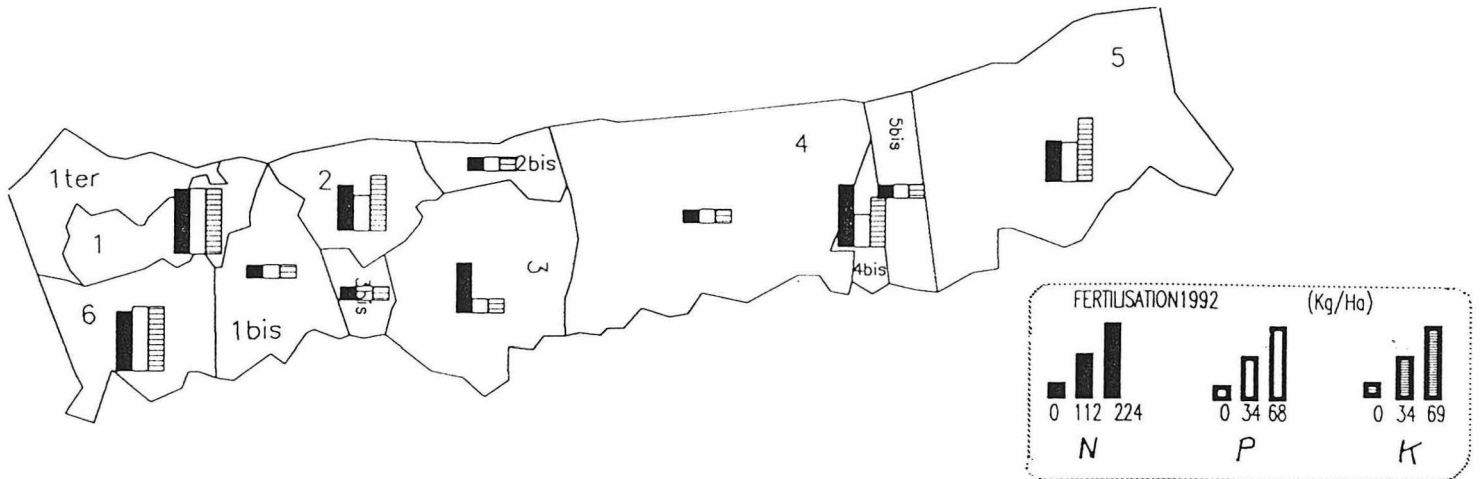 5
5bis
4
2bis
2
1ter
1
3
3bis
4bis
6
1bis
FERTILISATION1992 (Kg/Ha)
0 112 224 0 34 68 0 34 69
N P K